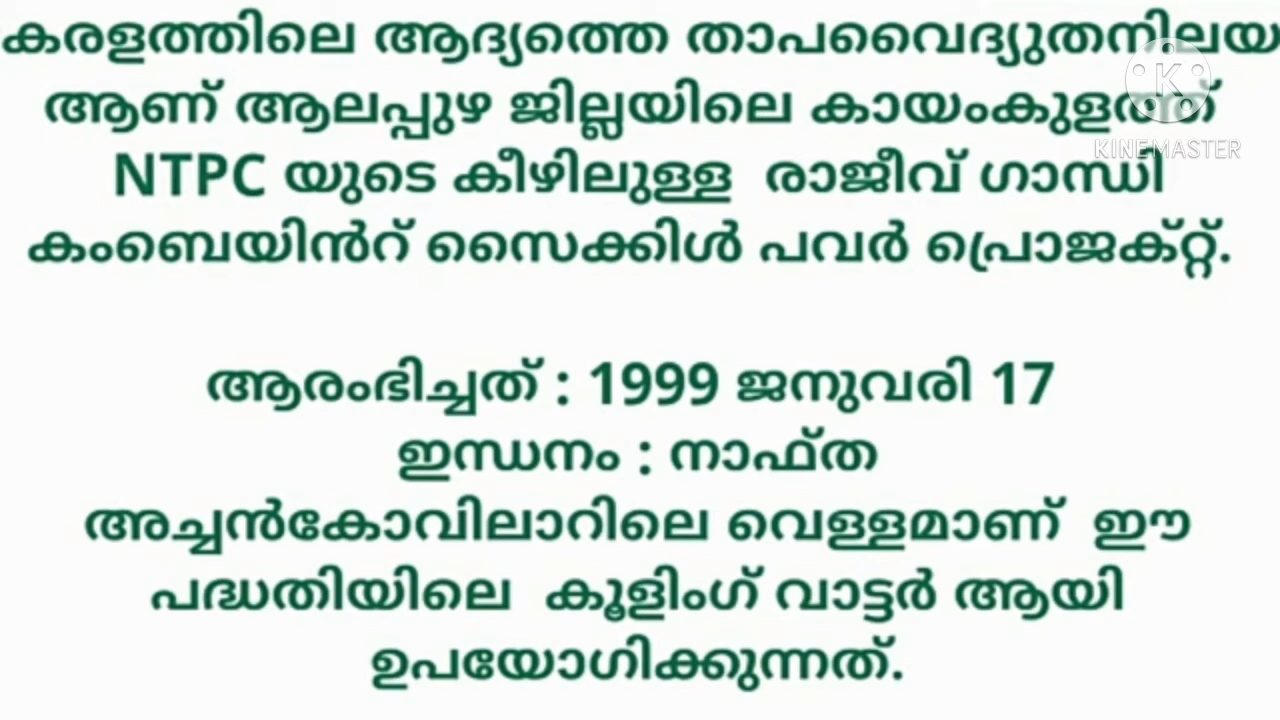 കരളത്തിലെ ആദ്യത്തെ താപവൈദ്യുതനിലയ
ആണ് ആലപ്പുഴ ജില്ലയിലെ കായംകുളത്ത്
NTPC യുടെ കീഴിലുള്ള രാജീവ് ഗാന്ധി
കംബെയിൻറ് സൈക്കിൾ പവർ പ്രൊജക്റ്റ്.
ആരംഭിച്ചത് : 1999 ജനുവരി 17
ഇന്ധനം : നാഫ്ത
അച്ചൻകോവിലാറിലെ വെള്ളമാണ് ഈ
പദ്ധതിയിലെ കൂളിംഗ് വാട്ടർ ആയി
ഉപയോഗിക്കുന്നത്.
K
KINEMASTER